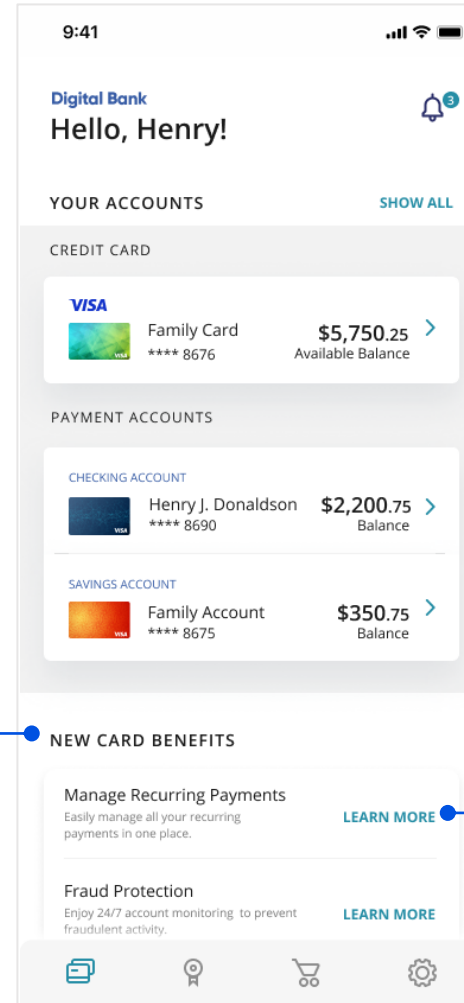 9:41
Digital Bank
3
Hello, Henry!
YOUR ACCOUNTS SHOW ALL
CREDIT CARD
VISA
Family Card $5,750.25
VISA
**** 8676 Available Balance
PAYMENT ACCOUNTS
CHECKING ACCOUNT
Henry J. Donaldson $2,200.75
**** 8690 Balance
VISA
SAVINGS ACCOUNT
Family Account $350.75
**** 8675 Balance
VISA
NEW CARD BENEFITS
Manage Recurring Payments
Easily manage all your recurring
payments in one place.
LEARN MORE
Fraud Protection
Enjoy 24/7 account monitoring to prevent
fraudulent activity.
LEARN MORE